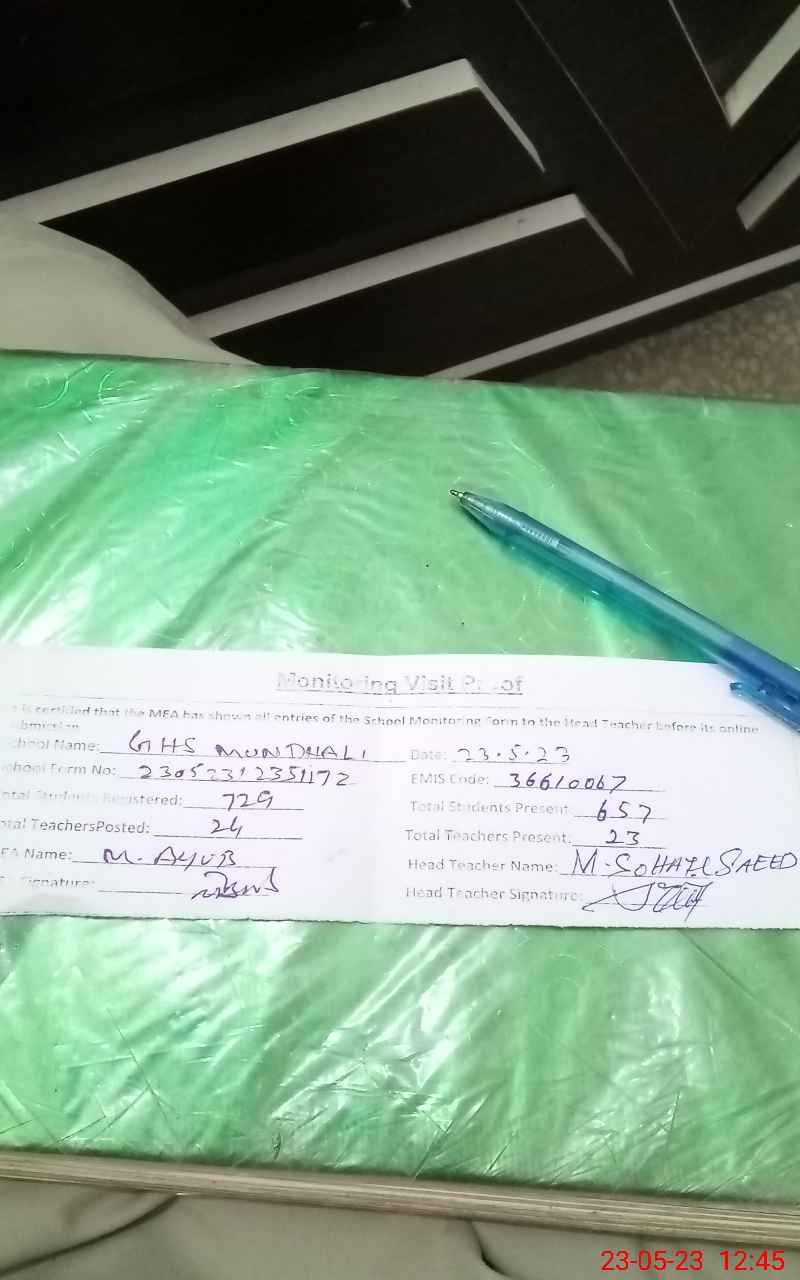 Monitoring Visit Proof
is certified that the MEA has shown all entries of the School Monitoring Form to the Head Teacher before its online
bmission
chool Name: GHS MUNDHALI Date: 23.5.23
chool Form No: 23052312351172 EMIS Code: 36610067
otal Students Registered: 729 Total Students Present: 657
otal TeachersPosted: 24 Total Teachers Present: 23
EA Name: M. AYUB Head Teacher Name: M. SOHAIL SAEED
Signature: Head Teacher Signature:
23-05-23 12:45